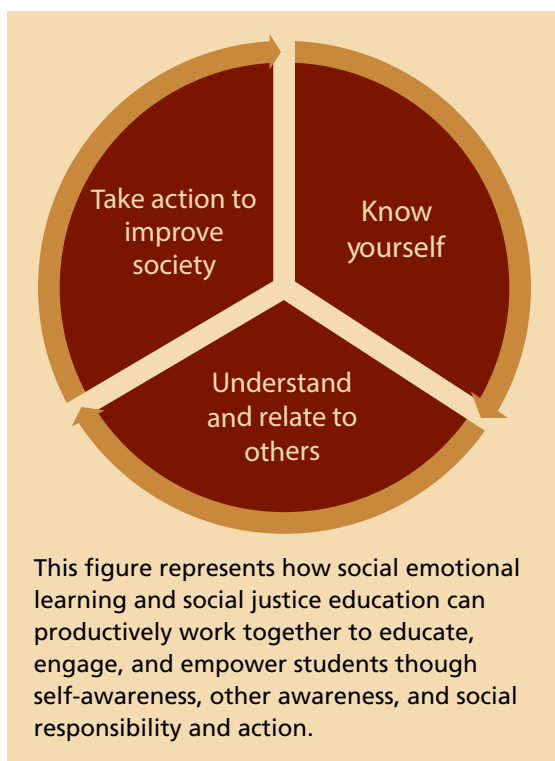 Take action to
improve
society
Know
yourself
Understand
and relate to
others
This figure represents how social emotional
learning and social justice education can
productively work together to educate,
engage, and empower students though
self-awareness, other awareness, and social
responsibility and action.